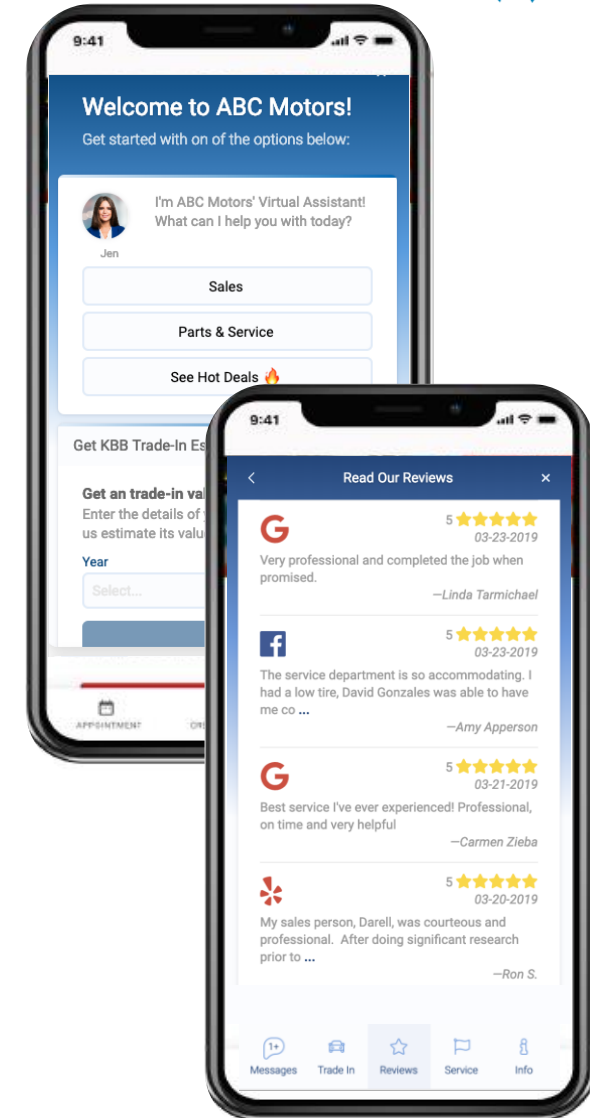 9:41
Welcome to ABC Motors!
Get started with on of the options below:
I'm ABC Motors' Virtual Assistant!
What can I help you with today?
Jen
Sales
Parts & Service
See Hot Deals 🔥
Get KBB Trade-In Es
Get an trade-in val
Enter the details of
us estimate its valu
Year
Select...
APPOINTMENT
9:41
Read Our Reviews
5
03-23-2019
Very professional and completed the job when
promised.
—Linda Tarmichael
5
03-23-2019
The service department is so accommodating. I
had a low tire, David Gonzales was able to have
me co ...
—Amy Apperson
5
03-21-2019
Best service I've ever experienced! Professional,
on time and very helpful
—Carmen Zieba
5
03-20-2019
My sales person, Darell, was courteous and
professional. After doing significant research
prior to ...
—Ron S.
1+
Messages Trade In Reviews Service Info